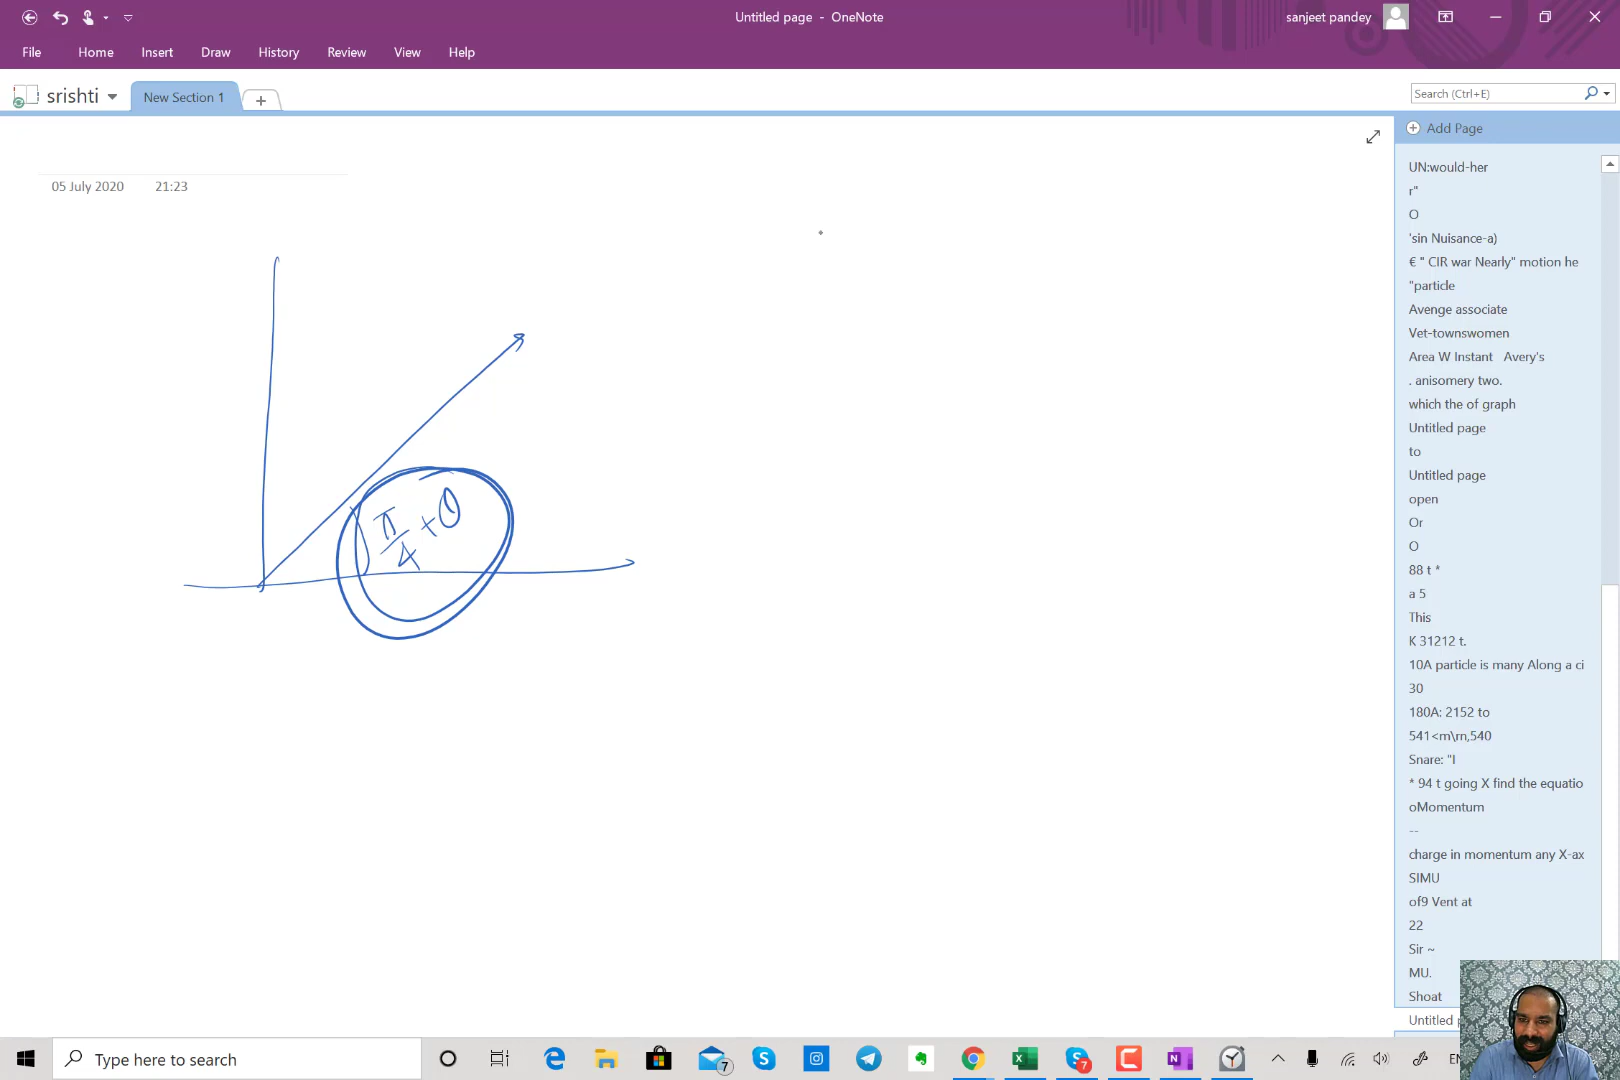 Untitled page - OneNote
sanjeet pandey
File Home Insert Draw History Review View Help
srishti
New Section 1
Search (Ctrl+E)
Add Page
05 July 2020 21:23
π/4 + θ
UN:would-her
r"
O
'sin Nuisance-a)
€ " CIR war Nearly" motion he
"particle
Avenge associate
Vet-townswomen
Area W Instant Avery's
. anisomery two.
which the of graph
Untitled page
to
Untitled page
open
Or
O
88 t *
a 5
This
K 31212 t.
10A particle is many Along a ci
30
180A: 2152 to
541<m\rn,540
Snare: "I
* 94 t going X find the equatio
oMomentum
--
charge in momentum any X-ax
SIMU
of9 Vent at
22
Sir ~
MU.
Shoat
Untitled
Type here to search
7
7